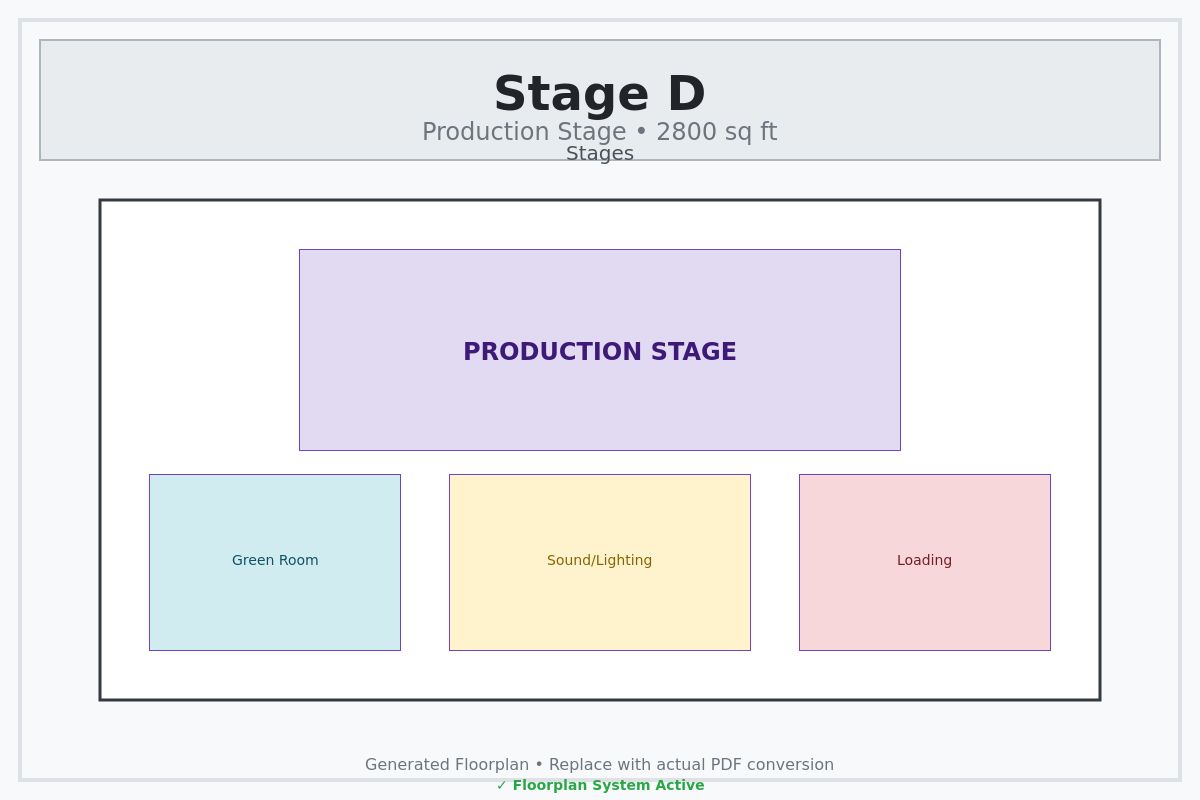 Stage D
Production Stage • 2800 sq ft
Stages
PRODUCTION STAGE
Green Room
Sound/Lighting
Loading
Generated Floorplan • Replace with actual PDF conversion
✓ Floorplan System Active